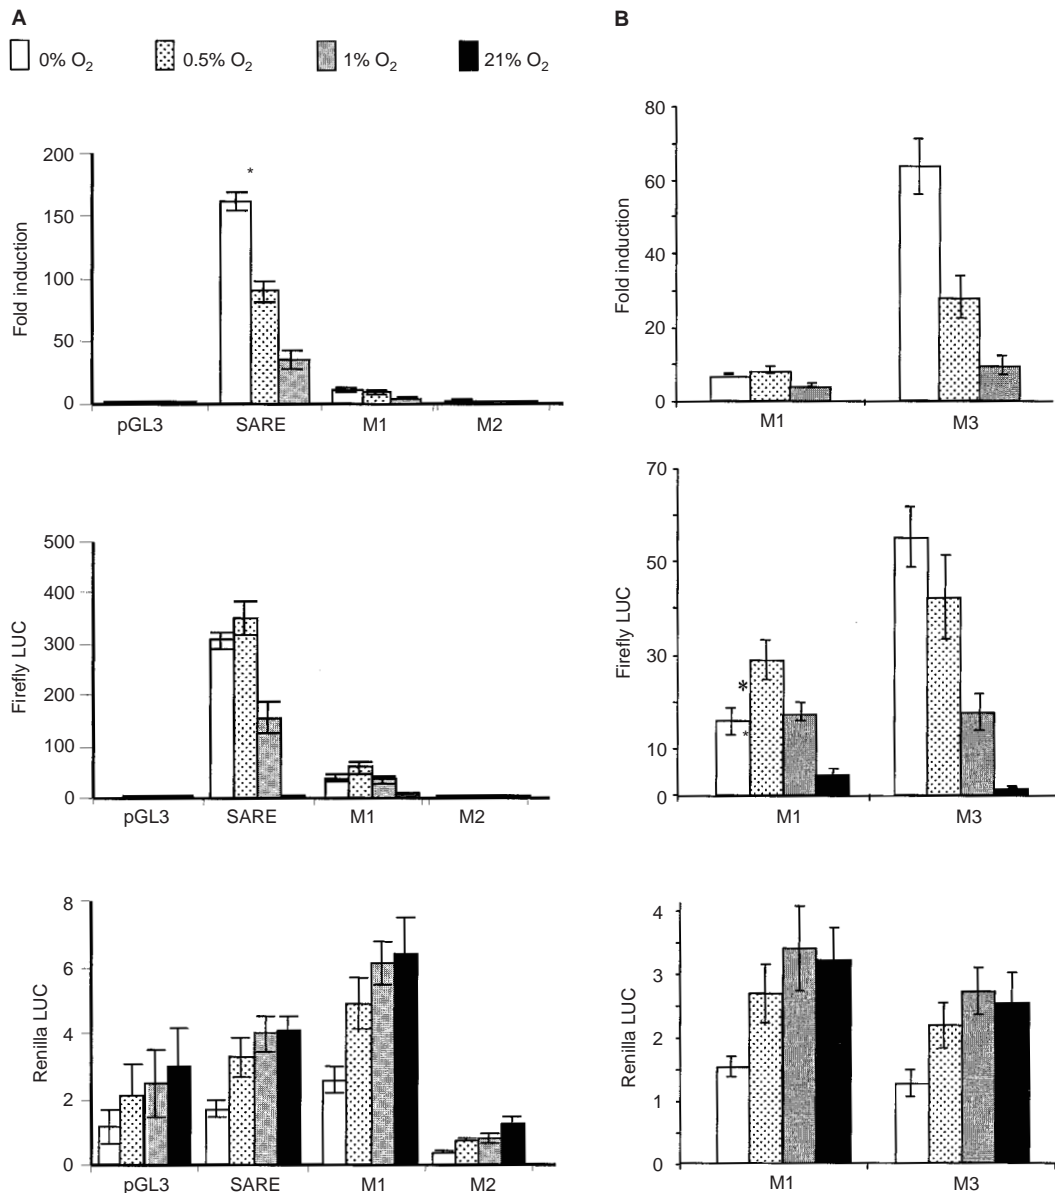 A
B
0% O2
0.5% O2
1% O2
21% O2
Fold induction
200
150
100
50
0
*
pGL3 SARE M1 M2
Fold induction
80
60
40
20
0
M1 M3
Firefly LUC
500
400
300
200
100
0
pGL3 SARE M1 M2
Firefly LUC
70
50
30
10
0
*
*
M1 M3
Renilla LUC
8
6
4
2
0
pGL3 SARE M1 M2
Renilla LUC
4
3
2
1
0
M1 M3